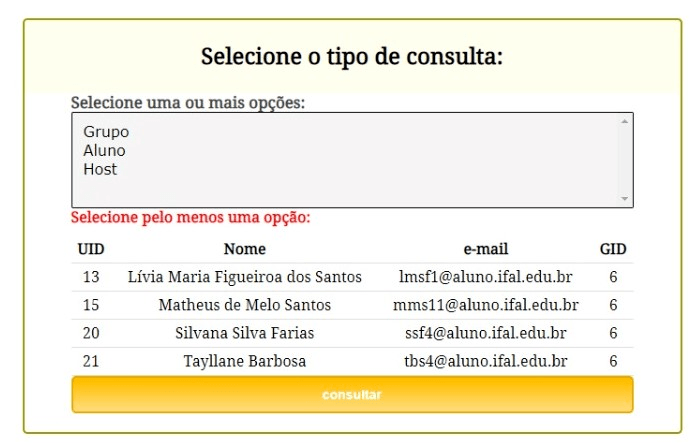 Selecione o tipo de consulta:
Selecione uma ou mais opções:
Grupo
Aluno
Host
Selecione pelo menos uma opção:
UID Nome e-mail GID
13 Lívia Maria Figueiroa dos Santos lmsf1@aluno.ifal.edu.br 6
15 Matheus de Melo Santos mms11@aluno.ifal.edu.br 6
20 Silvana Silva Farias ssf4@aluno.ifal.edu.br 6
21 Tayllane Barbosa tbs4@aluno.ifal.edu.br 6
consultar